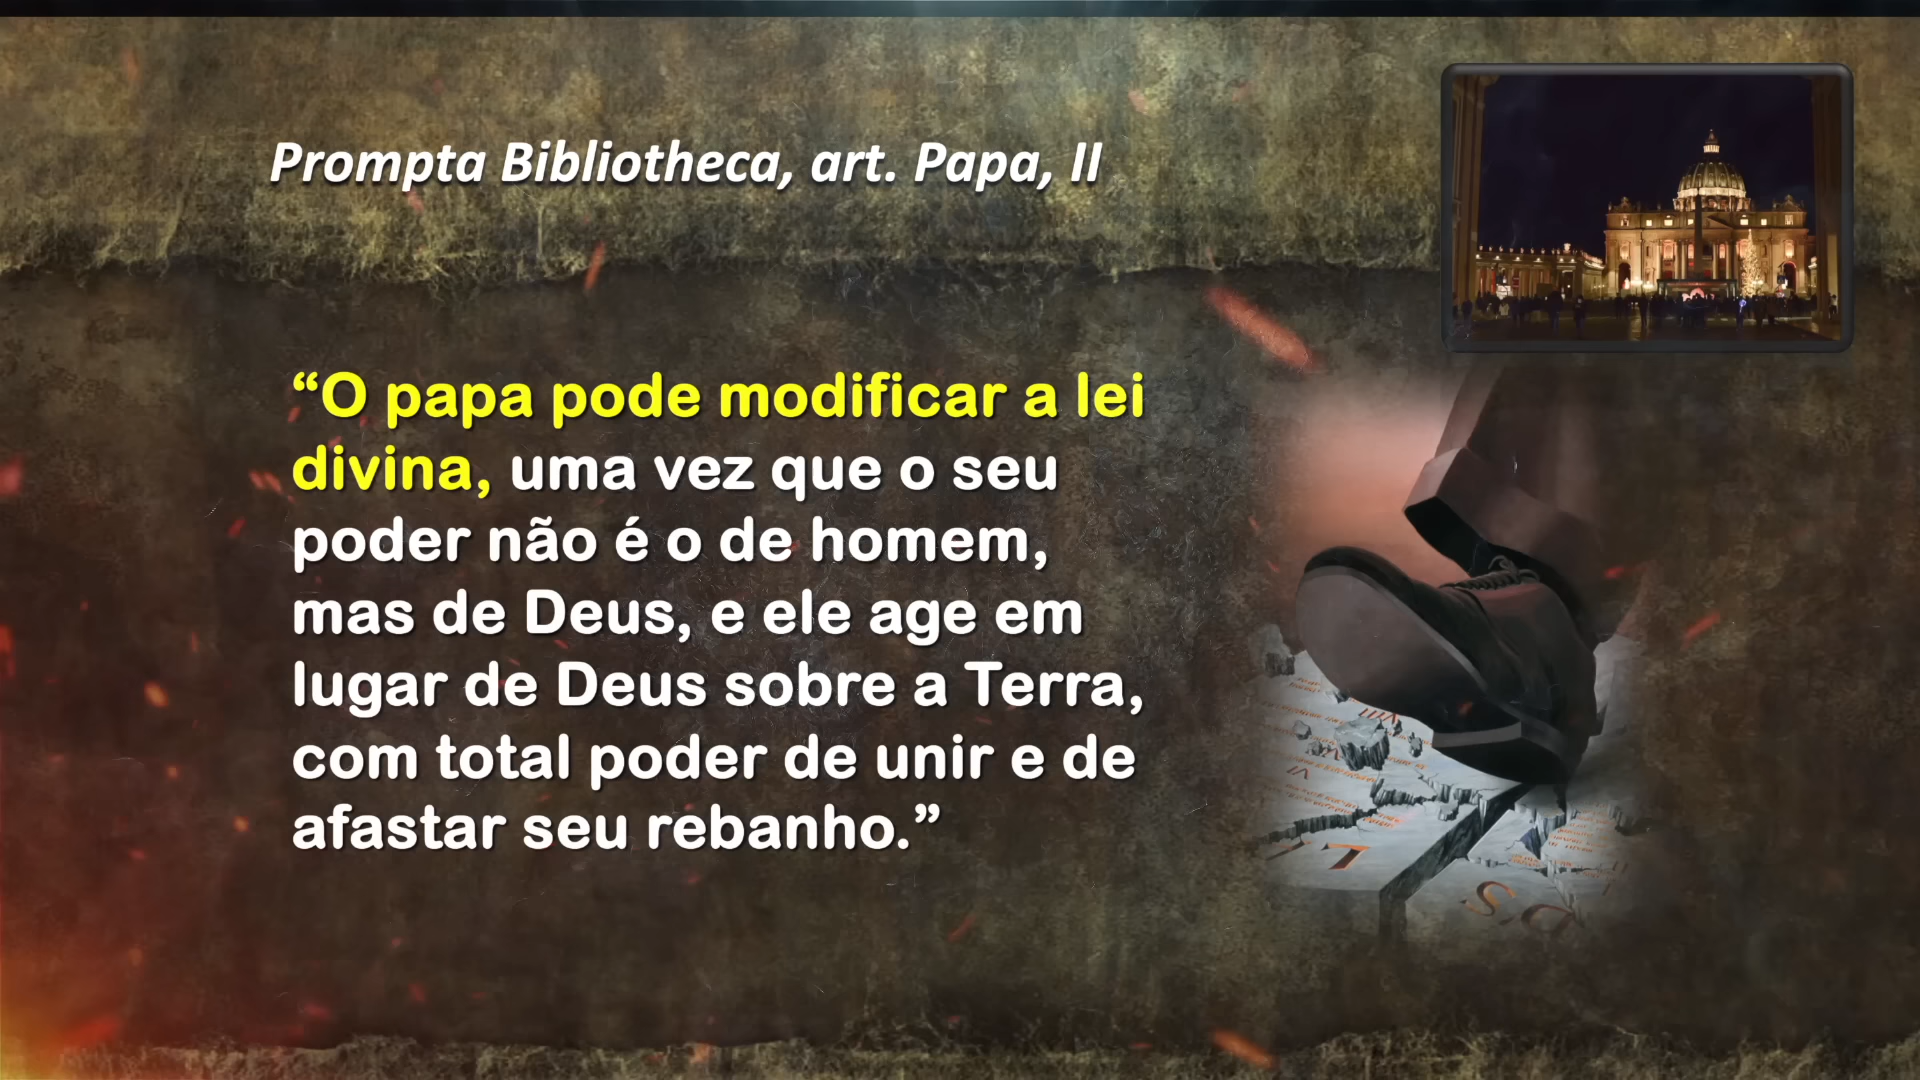 Prompta Bibliotheca, art. Papa, II
“O papa pode modificar a lei
divina, uma vez que o seu
poder não é o de homem,
mas de Deus, e ele age em
lugar de Deus sobre a Terra,
com total poder de unir e de
afastar seu rebanho.”
VIII
VI